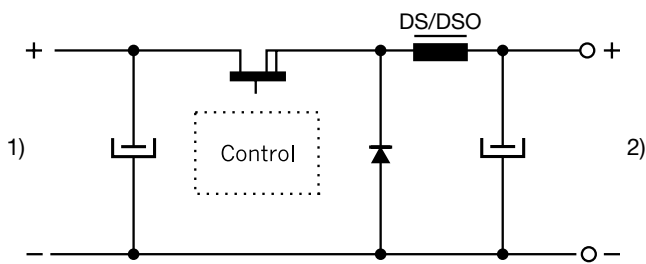 DS/DSO
+ +
1) Control 2)
− −